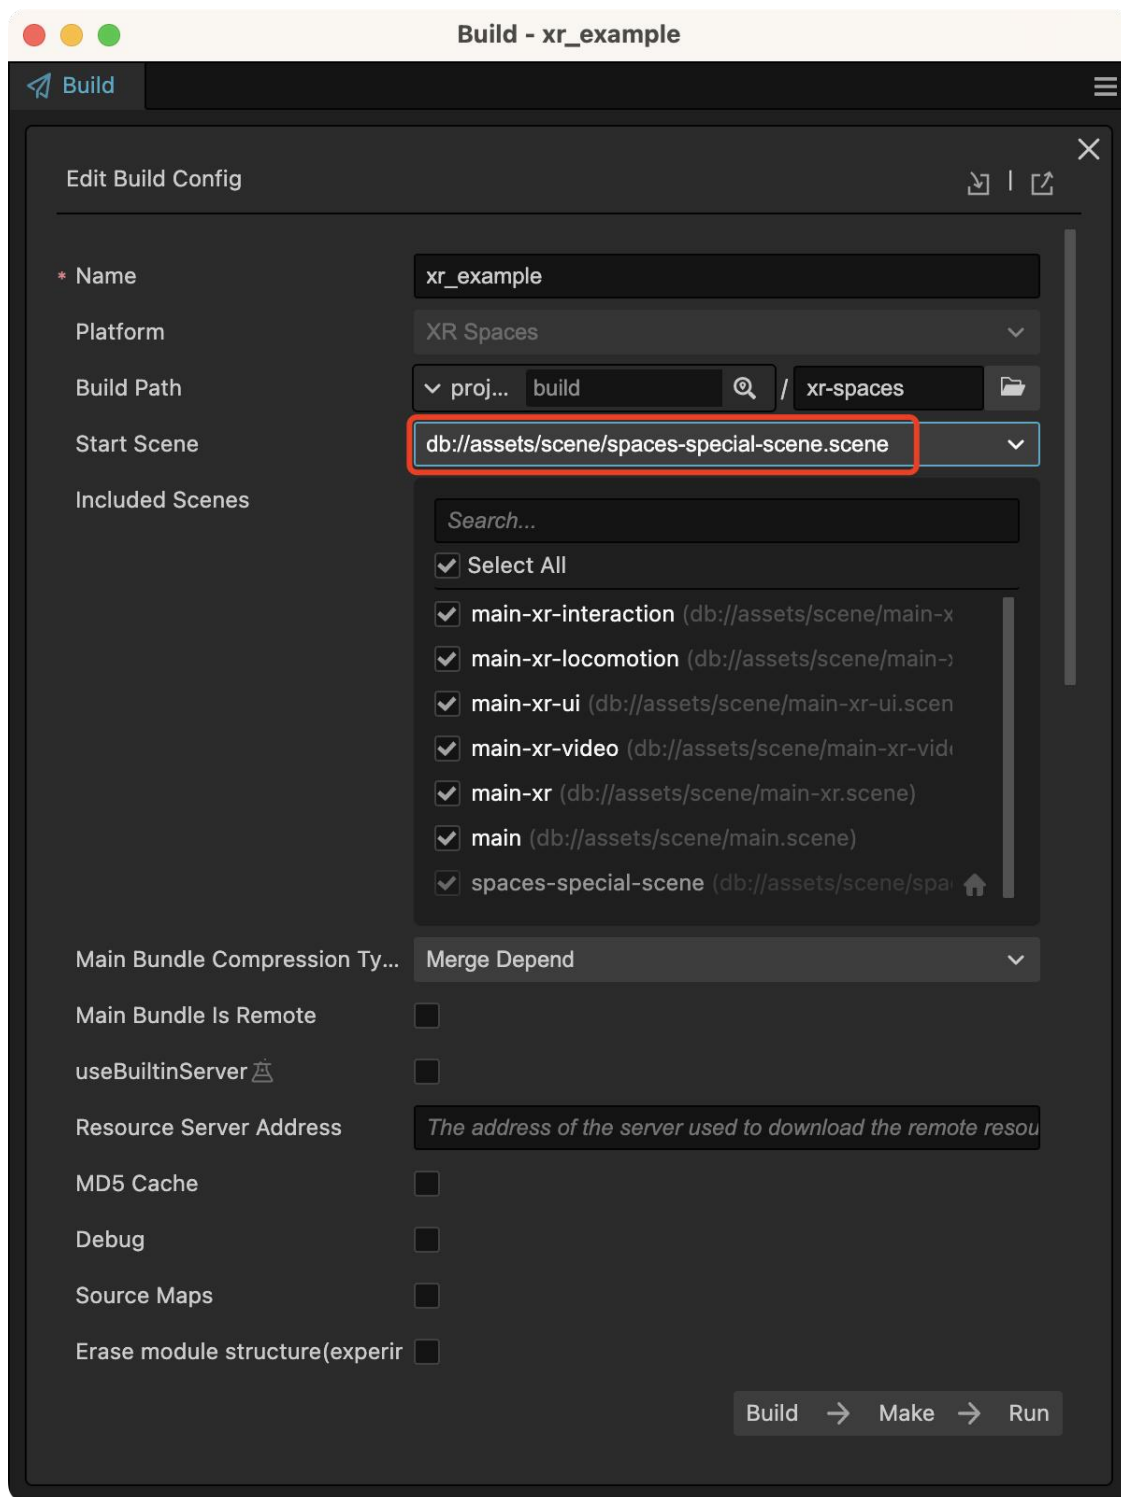 Build - xr_example
Build
Edit Build Config
* Name xr_example
Platform XR Spaces
Build Path proj... build / xr-spaces
Start Scene db://assets/scene/spaces-special-scene.scene
Included Scenes
Search...
Select All
main-xr-interaction (db://assets/scene/main-x
main-xr-locomotion (db://assets/scene/main-
main-xr-ui (db://assets/scene/main-xr-ui.scen
main-xr-video (db://assets/scene/main-xr-vid
main-xr (db://assets/scene/main-xr.scene)
main (db://assets/scene/main.scene)
spaces-special-scene (db://assets/scene/spa
Main Bundle Compression Ty... Merge Depend
Main Bundle Is Remote
useBuiltinServer
Resource Server Address The address of the server used to download the remote resou
MD5 Cache
Debug
Source Maps
Erase module structure(experir
Build → Make → Run